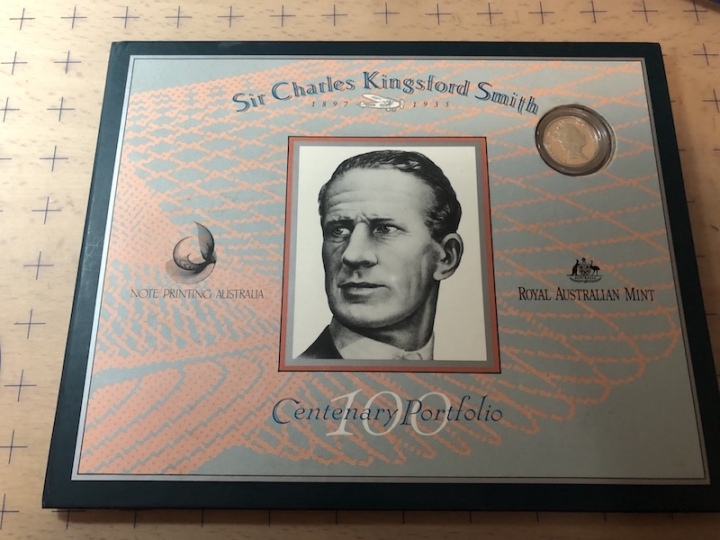 Sir Charles Kingsford Smith
1897 1935
NOTE PRINTING AUSTRALIA
ROYAL AUSTRALIAN MINT
100
Centenary Portfolio